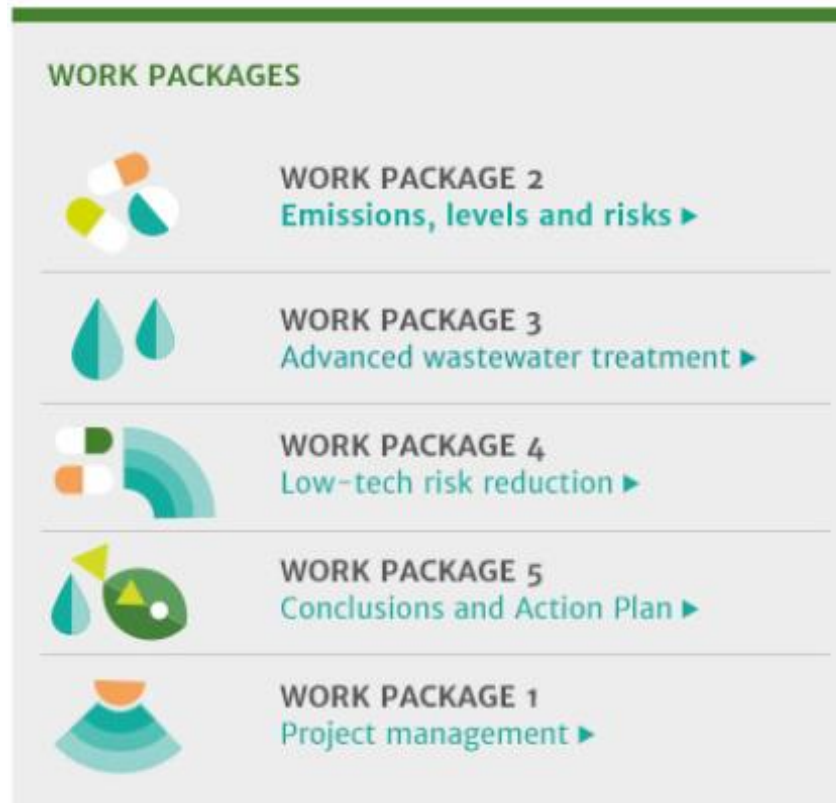 WORK PACKAGES
WORK PACKAGE 2
Emissions, levels and risks ▶
WORK PACKAGE 3
Advanced wastewater treatment ▶
WORK PACKAGE 4
Low-tech risk reduction ▶
WORK PACKAGE 5
Conclusions and Action Plan ▶
WORK PACKAGE 1
Project management ▶